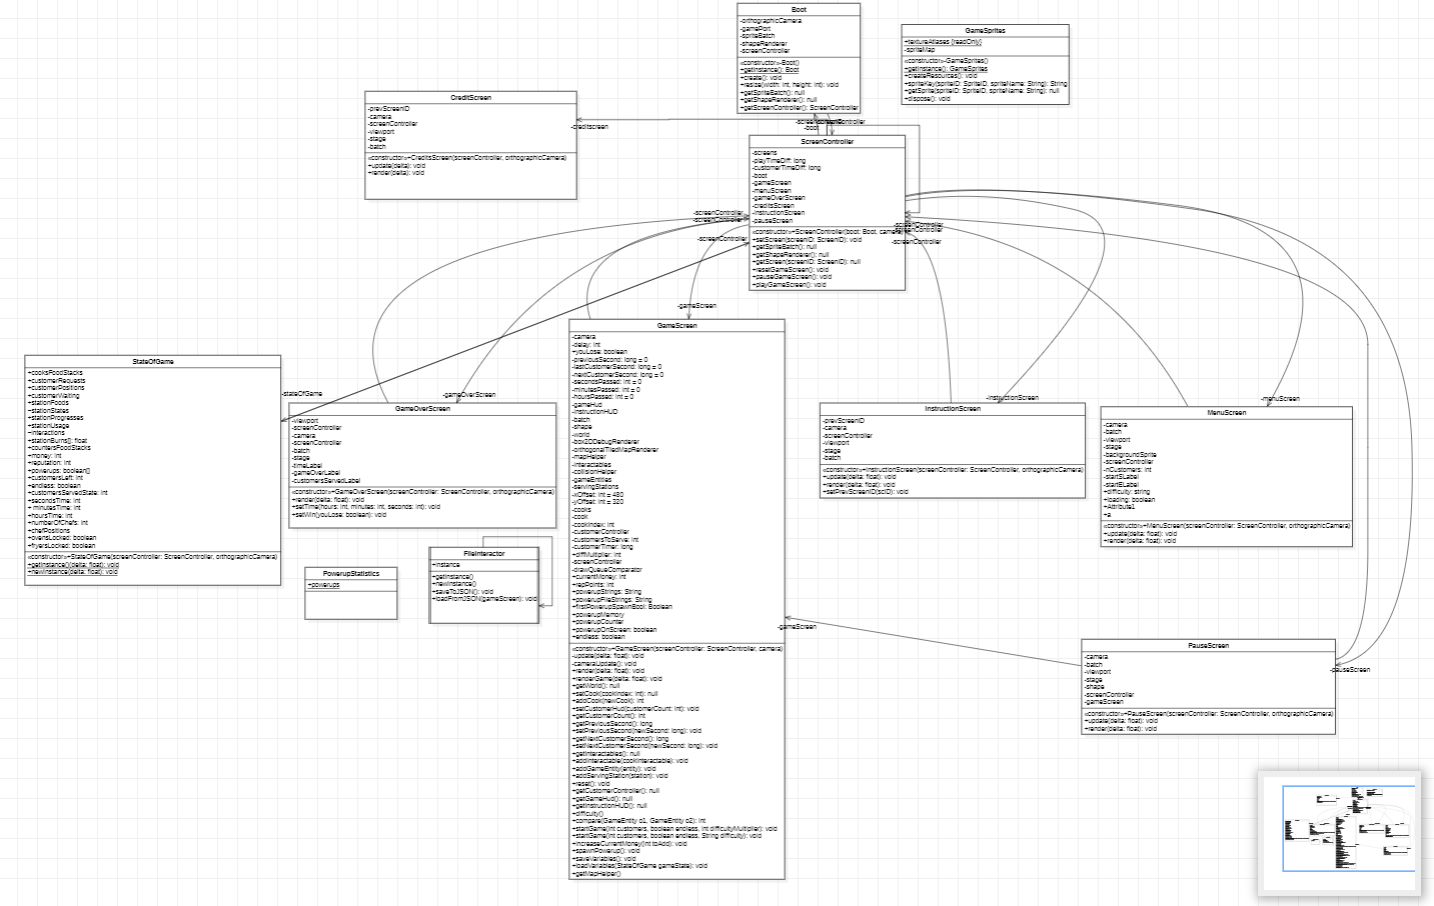 Boot
-orthographicCamera
-gamePort
-spriteBatch
-shapeRenderer
-screenController
«constructor»-Boot()
+getInstance(): Boot
+create(): void
+resize(width: int, height: int): void
+getSpriteBatch(): null
+getShapeRenderer(): null
+getScreenController(): ScreenController
GameSprites
+textureAtlases {readOnly}
-spriteMap
«constructor»-GameSprites()
+getInstance(): GameSprites
+createResources(): void
+spriteKey(spriteID: SpriteID, spriteName: String): String
+getSprite(spriteID: SpriteID, spriteName: String): null
+dispose(): void
CreditScreen
-prevScreenID
-camera
-screenController
-viewport
-stage
-batch
«constructor»+CreditsScreen(screenController, orthographicCamera)
+update(delta): void
+render(delta): void
-creditscreen
-boot
ScreenController
-screens
-playTimeDiff: long
-customerTimeDiff: long
-boot
-gameScreen
-menuScreen
-gameOverScreen
-creditsScreen
-instructionScreen
-pauseScreen
«constructor»+ScreenController(boot: Boot, camera)
+setScreen(screenID: ScreenID): void
+getSpriteBatch(): null
+getShapeRenderer(): null
+getScreen(screenID: ScreenID): null
+resetGameScreen(): void
+pauseGameScreen(): void
+playGameScreen(): void
-screenController
-screenController
-screenController
-screenController
-screenController
-screenController
-gameScreen
StateOfGame
+cooksFoodStacks
+customerRequests
+customerPositions
+customerWaiting
+stationFoods
+stationStates
+stationProgresses
+stationUsage
+interactions
+stationBurns[]: float
+countersFoodStacks
+money: int
+reputation: int
+powerups: boolean[]
+customersLeft: int
+endless: boolean
+customersServedState: int
+secondsTime: int
+ minutesTime: int
+hoursTime: int
+numberOfChefs: int
+chefPositions
+ovensLocked: boolean
+fryersLocked: boolean
«constructor»+StateOfGame(screenController: ScreenController, orthographicCamera)
+getInstance()(delta: float): void
+newInstance(delta: float): void
-stateOfGame
-gameOverScreen
GameOverScreen
-viewport
-screenController
-camera
-screenController
-batch
-stage
-timeLabel
-gameOverLabel
-customersServedLabel
«constructor»+GameOverScreen(screenController: ScreenController, orthographicCamera)
+render(delta: float): void
+setTime(hours: int, minutes: int, seconds: int): void
+setWin(youLose: boolean): void
PowerupStatistics
+powerups
FileInteractor
+instance
+getInstance()
+newInstance()
+saveToJSON(): void
+loadFromJSON(gameScreen): void
GameScreen
-camera
-delay: int
+youLose: boolean
-previousSecond: long = 0
-lastCustomerSecond: long = 0
-nextCustomerSecond: long = 0
-secondsPassed: int = 0
-minutesPassed: int = 0
-hoursPassed: int = 0
-gameHud
-instructionHUD
-batch
-shape
-world
-box2DDebugRenderer
-orthogonalTiledMapRenderer
-mapHelper
-interactables
-collisionHelper
-gameEntities
-servingStations
-xOffset: int = 480
-yOffset: int = 320
-cooks
-cook
-cookIndex: int
-customerController
-customersToServe: int
-customerTimer: long
+diffMultiplier: int
-screenController
-drawQueueComparator
+currentMoney: int
+repPoints: int
+powerupStrings: String
+powerupFileStrings: String
+firstPowerupSpawnBool: Boolean
+powerupMemory
+powerupCounter
+powerupOnScreen: boolean
+endless: boolean
«constructor»+GameScreen(screenController: ScreenController, camera)
-update(delta: float): void
-cameraUpdate(): void
+render(delta: float): void
+renderGame(delta: float): void
+getWorld(): null
+setCook(cookIndex: int): null
+addCook(newCook): int
+setCustomerHud(customerCount: int): void
+getCustomerCount(): int
+getPreviousSecond(): long
+setPreviousSecond(newSecond: long): void
+getNextCustomerSecond(): long
+setNextCustomerSecond(newSecond: long): void
+getInteractables(): null
+addInteractable(cookInteractable): void
+addGameEntity(entity): void
+addServingStation(station): void
+reset(): void
+getCustomerController(): null
+getGameHud(): null
+getInstructionHUD(): null
+difficulty()
+compare(GameEntity o1, GameEntity o2): int
+startGame(int customers, boolean endless, int difficultyMultiplier): void
+startGame(int customers, boolean endless, String difficulty): void
+increaseCurrentMoney(int toAdd): void
+spawnPowerup(): void
+saveVariables(): void
+loadVariables(StateOfGame gameState): void
+getMapHelper()
-instructionScreen
InstructionScreen
-prevScreenID
-camera
-screenController
-viewport
-stage
-batch
«constructor»+InstructionScreen(screenController: ScreenController, orthographicCamera)
+update(delta: float): void
+render(delta: float): void
+setPrevScreenID(scID): void
-menuScreen
MenuScreen
-camera
-batch
-viewport
-stage
-backgroundSprite
-screenController
-nCustomers: int
-startSLabel
-startELabel
+difficulty: string
+loading: boolean
+Attribute1
+a
«constructor»+MenuScreen(screenController: ScreenController, orthographicCamera)
+update(delta: float): void
+render(delta: float): void
-gameScreen
PauseScreen
-camera
-batch
-viewport
-stage
-shape
-screenController
-gameScreen
«constructor»+PauseScreen(screenController: ScreenController, orthographicCamera)
+update(delta: float): void
+render(delta: float): void
-pauseScreen